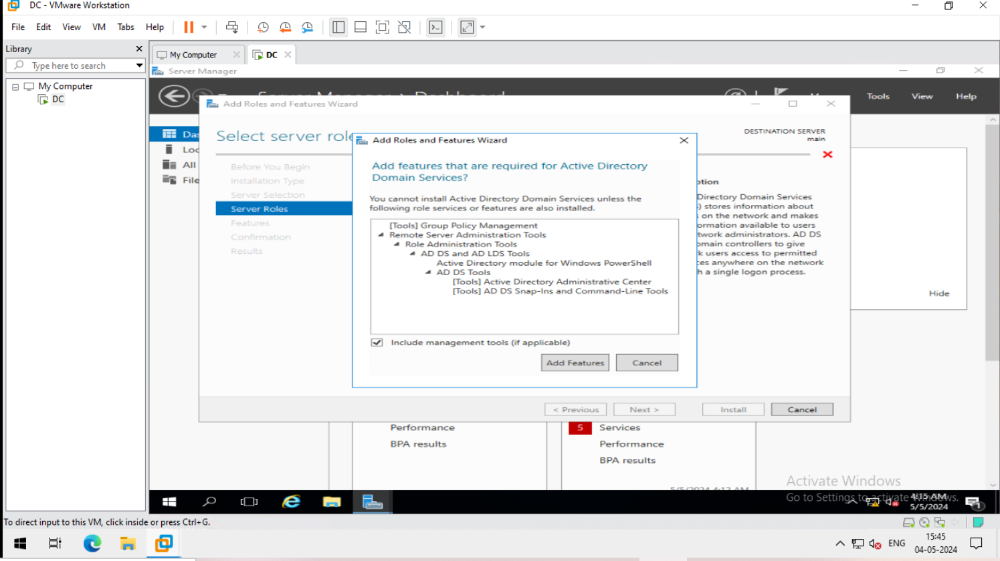 DC - VMware Workstation
File Edit View VM Tabs Help
Library
Type here to search
My Computer
DC
My Computer
DC
Server Manager
Tools View Help
Add Roles and Features Wizard
Select server role
DESTINATION SERVER
main
Before You Begin
Installation Type
Server Selection
Server Roles
Features
Confirmation
Results
Das
Loc
All
File
Add Roles and Features Wizard
Add features that are required for Active Directory
Domain Services?
You cannot install Active Directory Domain Services unless the
following role services or features are also installed.
[Tools] Group Policy Management
Remote Server Administration Tools
Role Administration Tools
AD DS and AD LDS Tools
Active Directory module for Windows PowerShell
AD DS Tools
[Tools] Active Directory Administrative Center
[Tools] AD DS Snap-Ins and Command-Line Tools
Include management tools (if applicable)
Add Features Cancel
ption
Directory Domain Services
) stores information about
on the network and makes
ormation available to users
twork administrators. AD DS
omain controllers to give
k users access to permitted
ces anywhere on the network
h a single logon process.
Hide
< Previous Next > Install Cancel
Performance
BPA results
5 Services
Performance
BPA results
5/5/2024 4:12 AM
Activate Windows
Go to Settings to activate Windows.
4:15 AM
5/5/2024
1
To direct input to this VM, click inside or press Ctrl+G.
ENG
15:45
04-05-2024